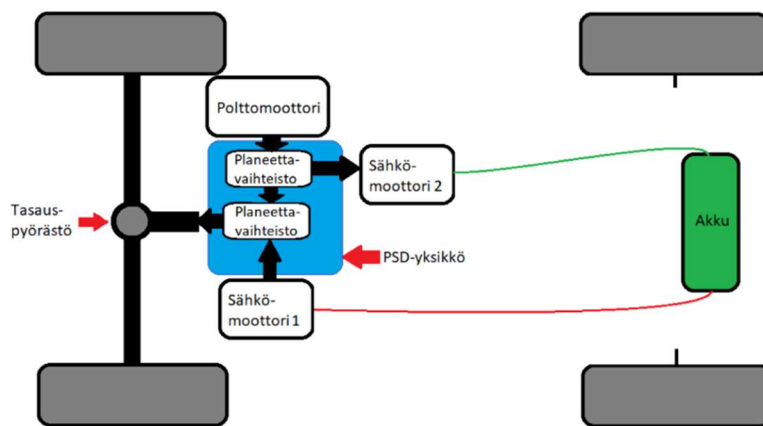 Polttomoottori
Planeetta-
vaihteisto
Sähkö-
moottori 2
Planeetta-
vaihteisto
Tasaus-
pyörästö
Akku
PSD-yksikkö
Sähkö-
moottori 1